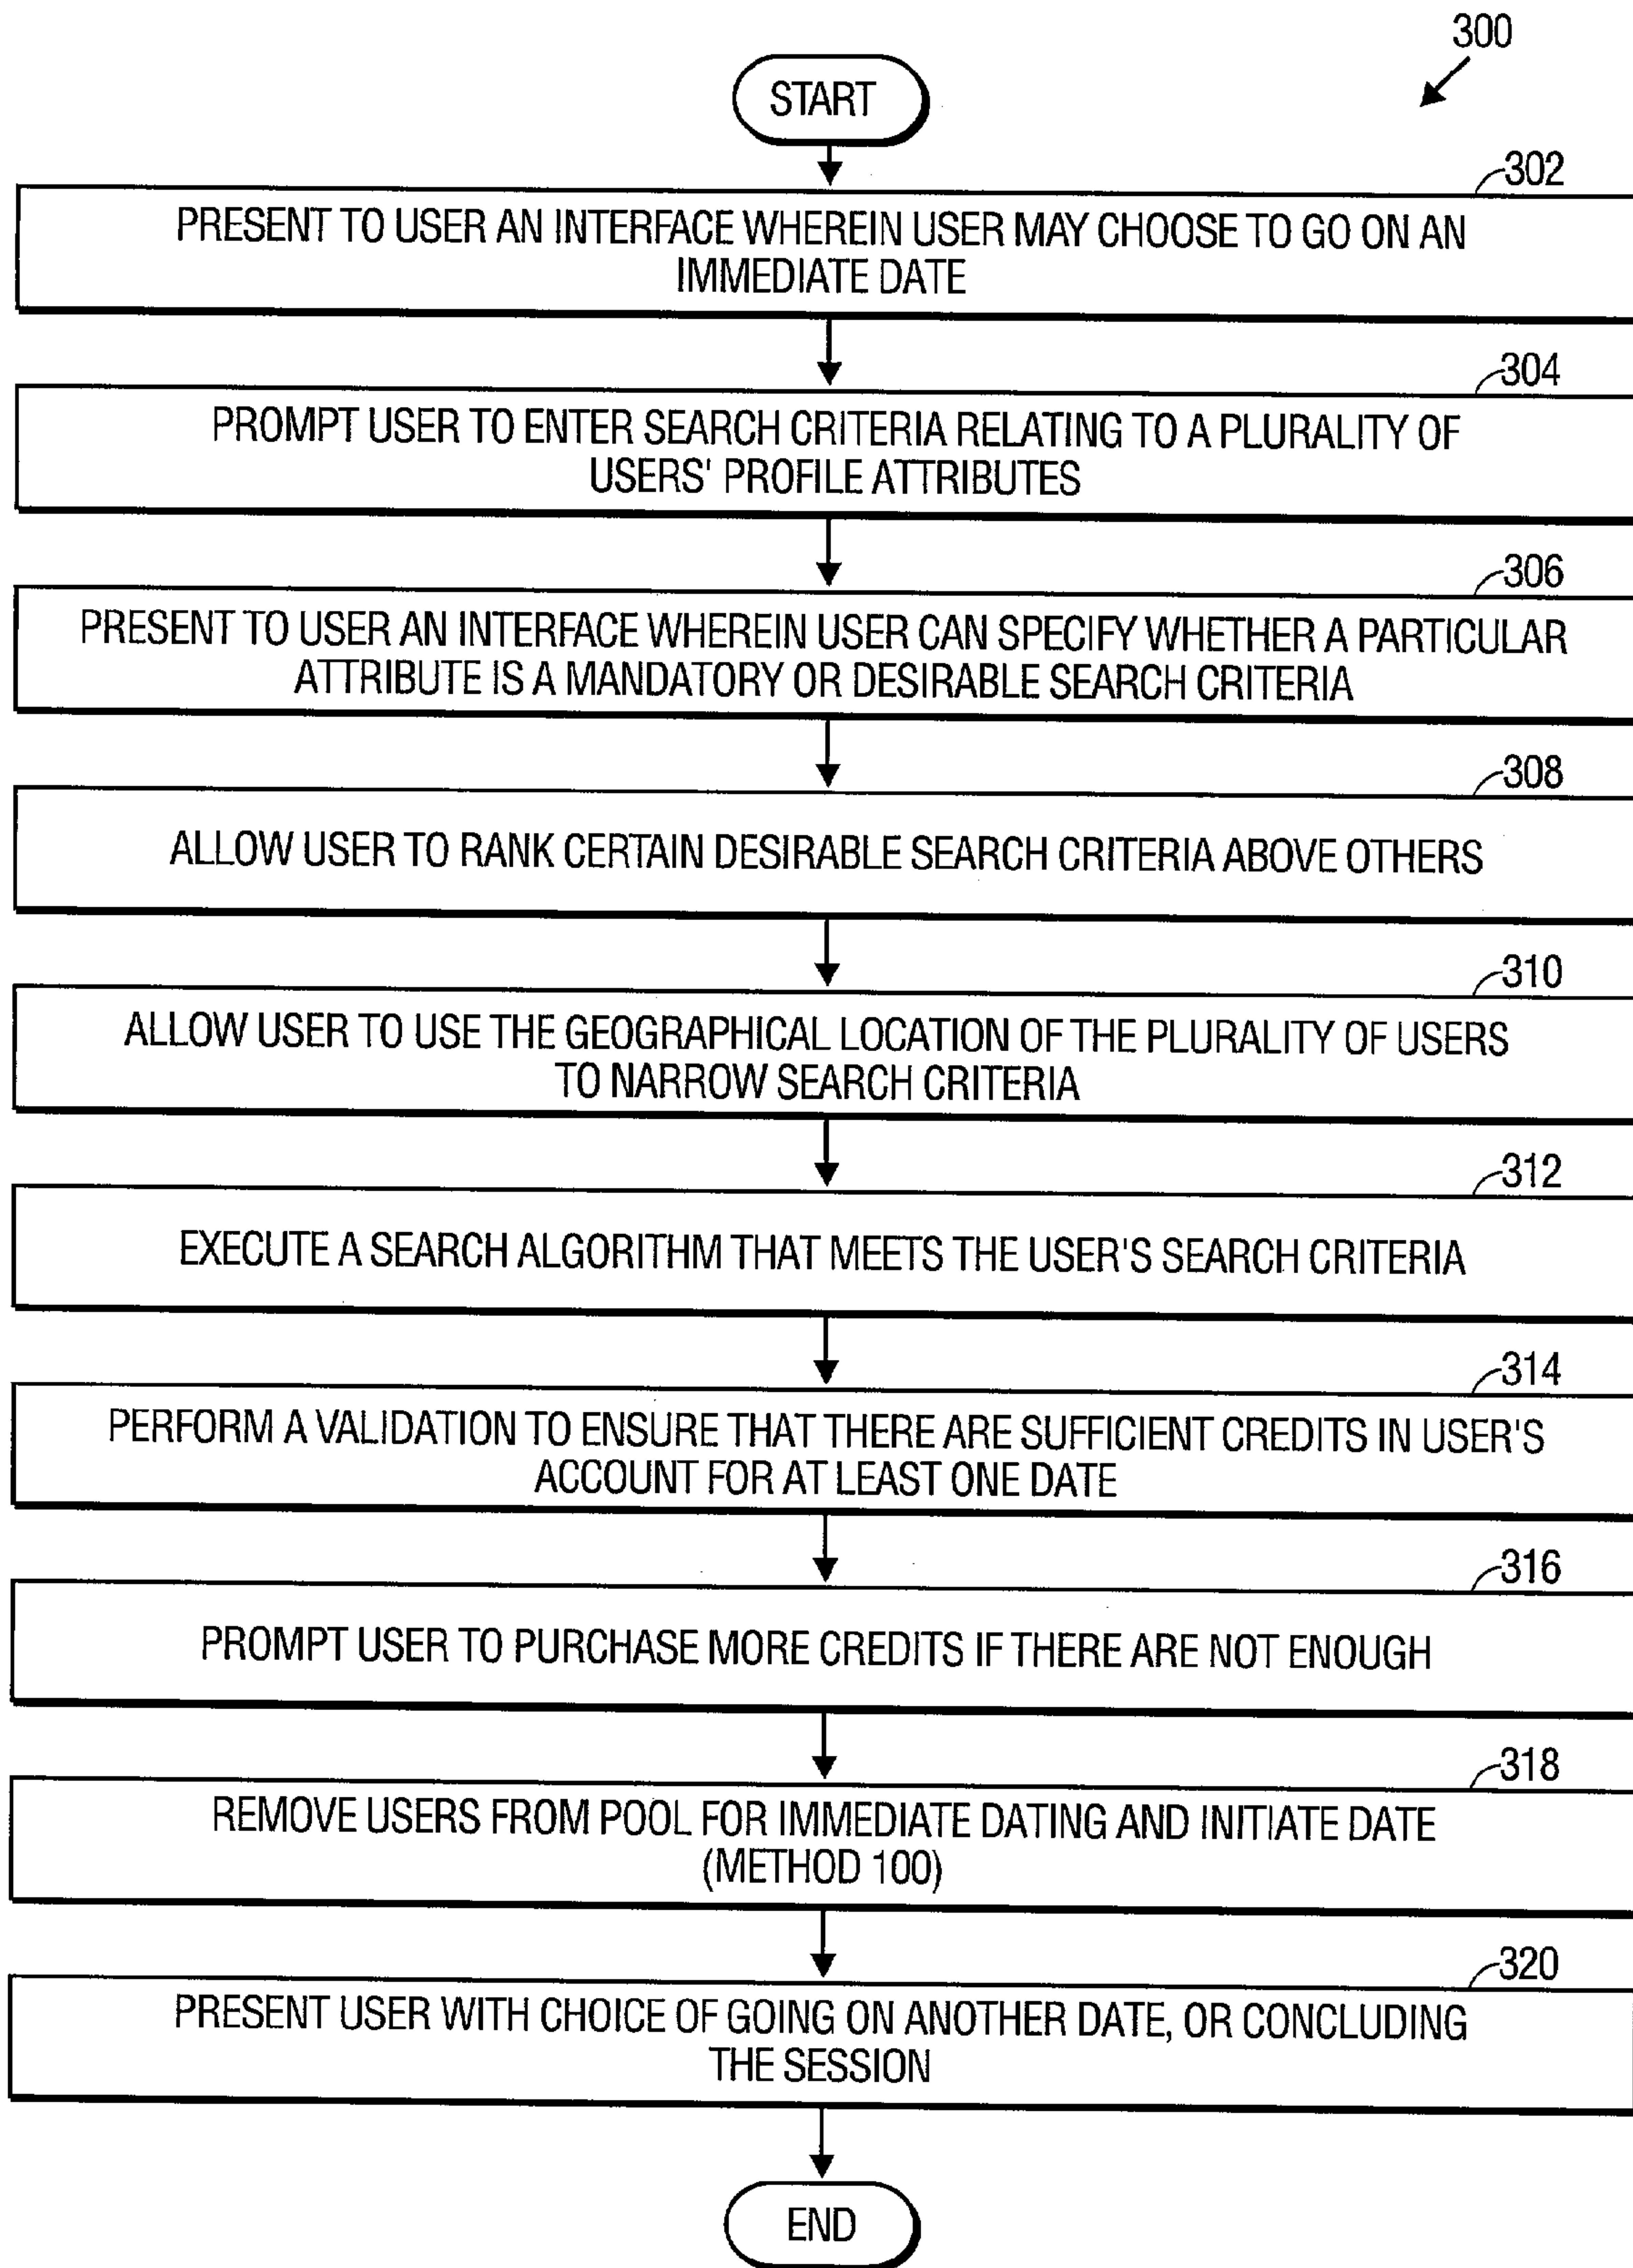 300
START
302
PRESENT TO USER AN INTERFACE WHEREIN USER MAY CHOOSE TO GO ON AN
IMMEDIATE DATE
304
PROMPT USER TO ENTER SEARCH CRITERIA RELATING TO A PLURALITY OF
USERS' PROFILE ATTRIBUTES
306
PRESENT TO USER AN INTERFACE WHEREIN USER CAN SPECIFY WHETHER A PARTICULAR
ATTRIBUTE IS A MANDATORY OR DESIRABLE SEARCH CRITERIA
308
ALLOW USER TO RANK CERTAIN DESIRABLE SEARCH CRITERIA ABOVE OTHERS
310
ALLOW USER TO USE THE GEOGRAPHICAL LOCATION OF THE PLURALITY OF USERS
TO NARROW SEARCH CRITERIA
312
EXECUTE A SEARCH ALGORITHM THAT MEETS THE USER'S SEARCH CRITERIA
314
PERFORM A VALIDATION TO ENSURE THAT THERE ARE SUFFICIENT CREDITS IN USER'S
ACCOUNT FOR AT LEAST ONE DATE
316
PROMPT USER TO PURCHASE MORE CREDITS IF THERE ARE NOT ENOUGH
318
REMOVE USERS FROM POOL FOR IMMEDIATE DATING AND INITIATE DATE
(METHOD 100)
320
PRESENT USER WITH CHOICE OF GOING ON ANOTHER DATE, OR CONCLUDING
THE SESSION
END